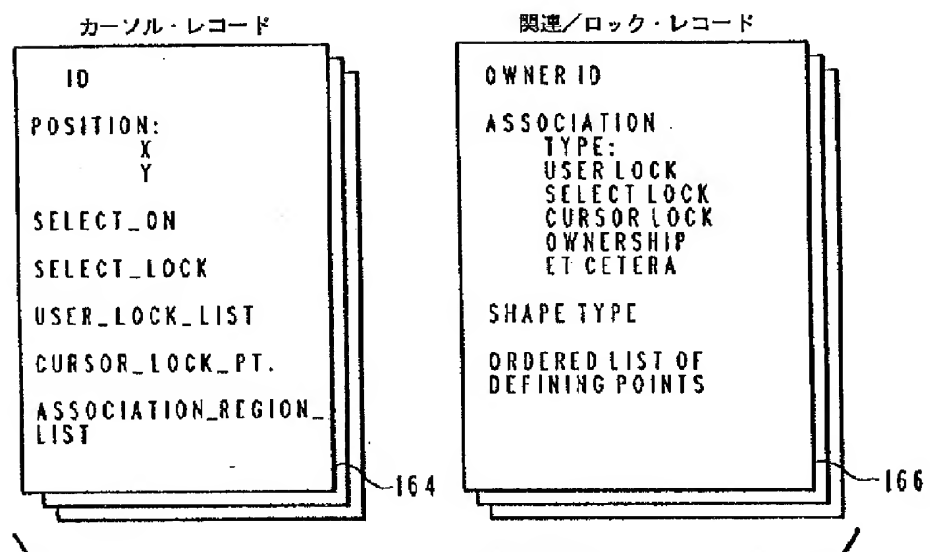 カーソル・レコード
ID
POSITION:
X
Y
SELECT_ON
SELECT_LOCK
USER_LOCK_LIST
CURSOR_LOCK_PT.
ASSOCIATION_REGION_
LIST
164
関連/ロック・レコード
OWNER ID
ASSOCIATION
TYPE:
USER LOCK
SELECT LOCK
CURSOR LOCK
OWNERSHIP
ET CETERA
SHAPE TYPE
ORDERED LIST OF
DEFINING POINTS
166